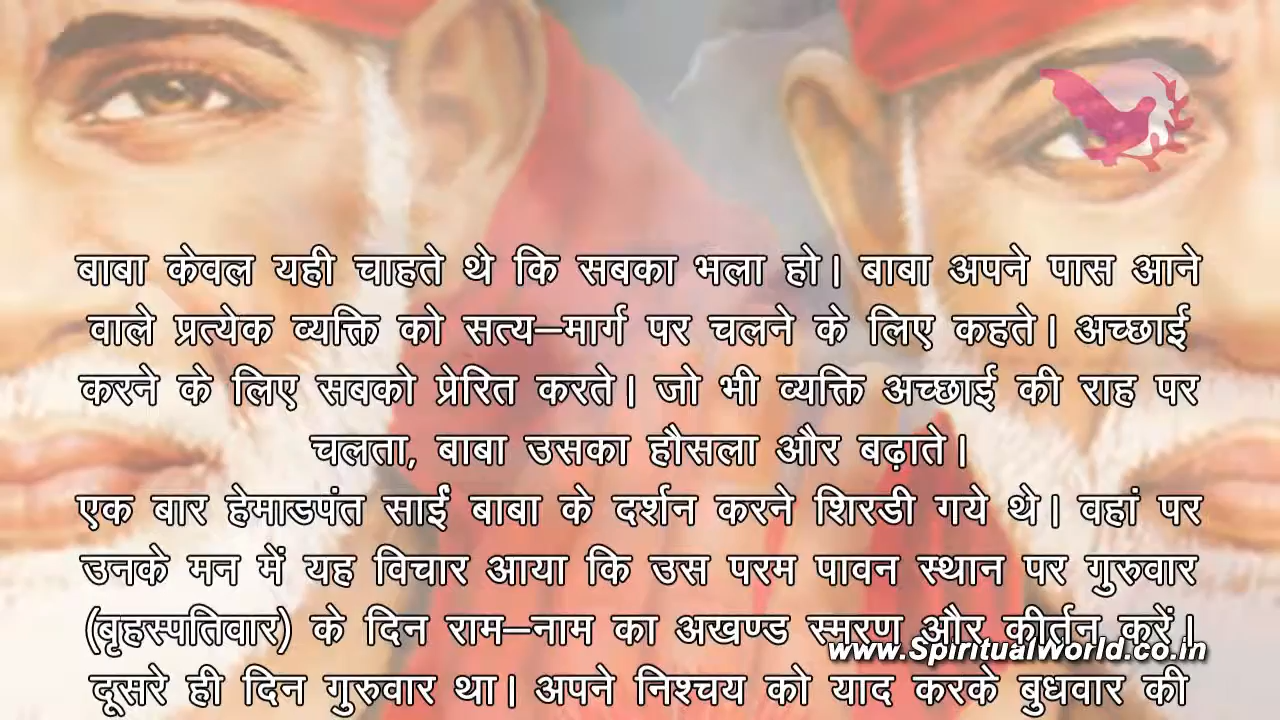 बाबा केवल यही चाहते थे कि सबका भला हो। बाबा अपने पास आने
वाले प्रत्येक व्यक्ति को सत्य–मार्ग पर चलने के लिए कहते। अच्छाई
करने के लिए सबको प्रेरित करते। जो भी व्यक्ति अच्छाई की राह पर
चलता, बाबा उसका हौसला और बढ़ाते।
एक बार हेमाडपंत साईं बाबा के दर्शन करने शिरडी गये थे। वहां पर
उनके मन में यह विचार आया कि उस परम पावन स्थान पर गुरुवार
(बृहस्पतिवार) के दिन राम–नाम का अखण्ड स्मरण और कीर्तन करें।
www.Spiritualworld.co.in
दूसरे ही दिन गुरुवार था। अपने निश्चय को याद करके बुधवार की